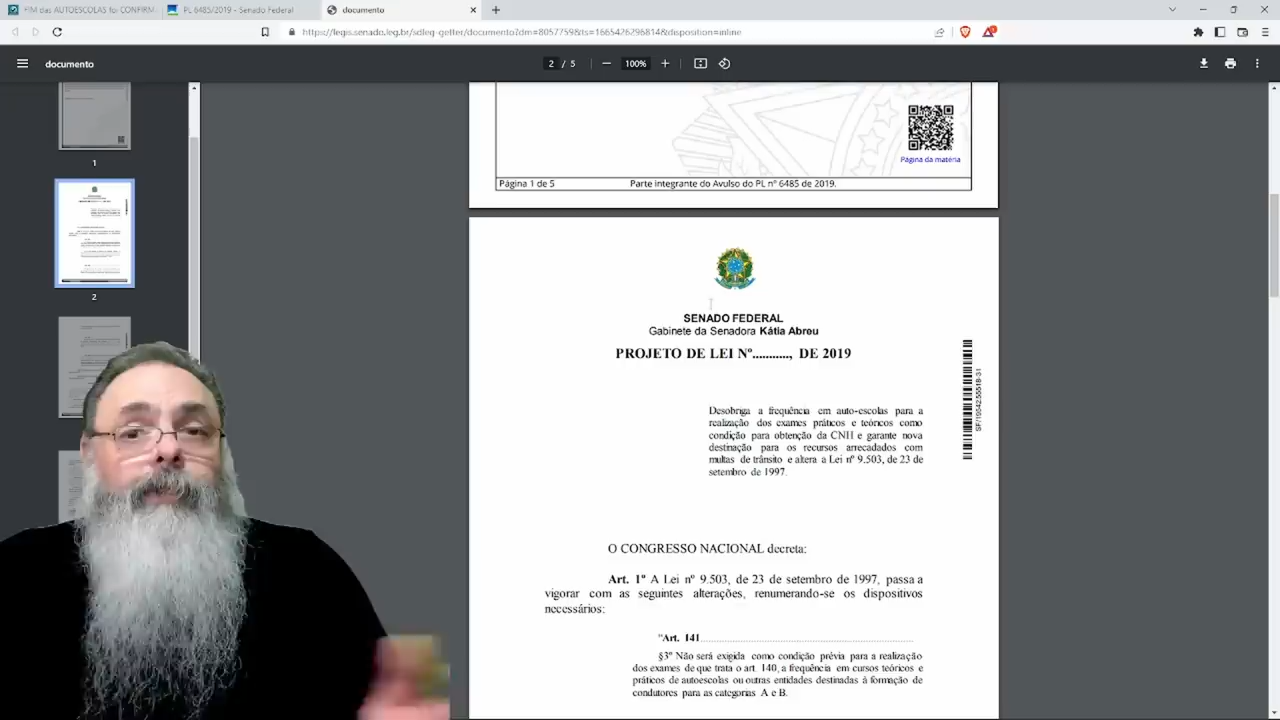 FIM das AUTOESCOLAS foi CONFIRM
PL 6485/2019 - Senado Federal
documento
https://legis.senado.leg.br/sdleg-getter/documento?dm=8057759&ts=1665426296814&disposition=inline
documento
2 / 5
100%
1
2
Página da matéria
Página 1 de 5
Parte integrante do Avulso do PL nº 6485 de 2019.
SENADO FEDERAL
Gabinete da Senadora Kátia Abreu
PROJETO DE LEI Nº..........., DE 2019
Desobriga a frequência em auto-escolas para a
realização dos exames práticos e teóricos como
condição para obtenção da CNH e garante nova
destinação para os recursos arrecadados com
multas de trânsito e altera a Lei nº 9.503, de 23 de
setembro de 1997.
O CONGRESSO NACIONAL decreta:
Art. 1º A Lei nº 9.503, de 23 de setembro de 1997, passa a
vigorar com as seguintes alterações, renumerando-se os dispositivos
necessários:
"Art. 141..............................................................................
§3º Não será exigida como condição prévia para a realização
dos exames de que trata o art. 140, a frequência em cursos teóricos e
práticos de autoescolas ou outras entidades destinadas à formação de
condutores para as categorias A e B.